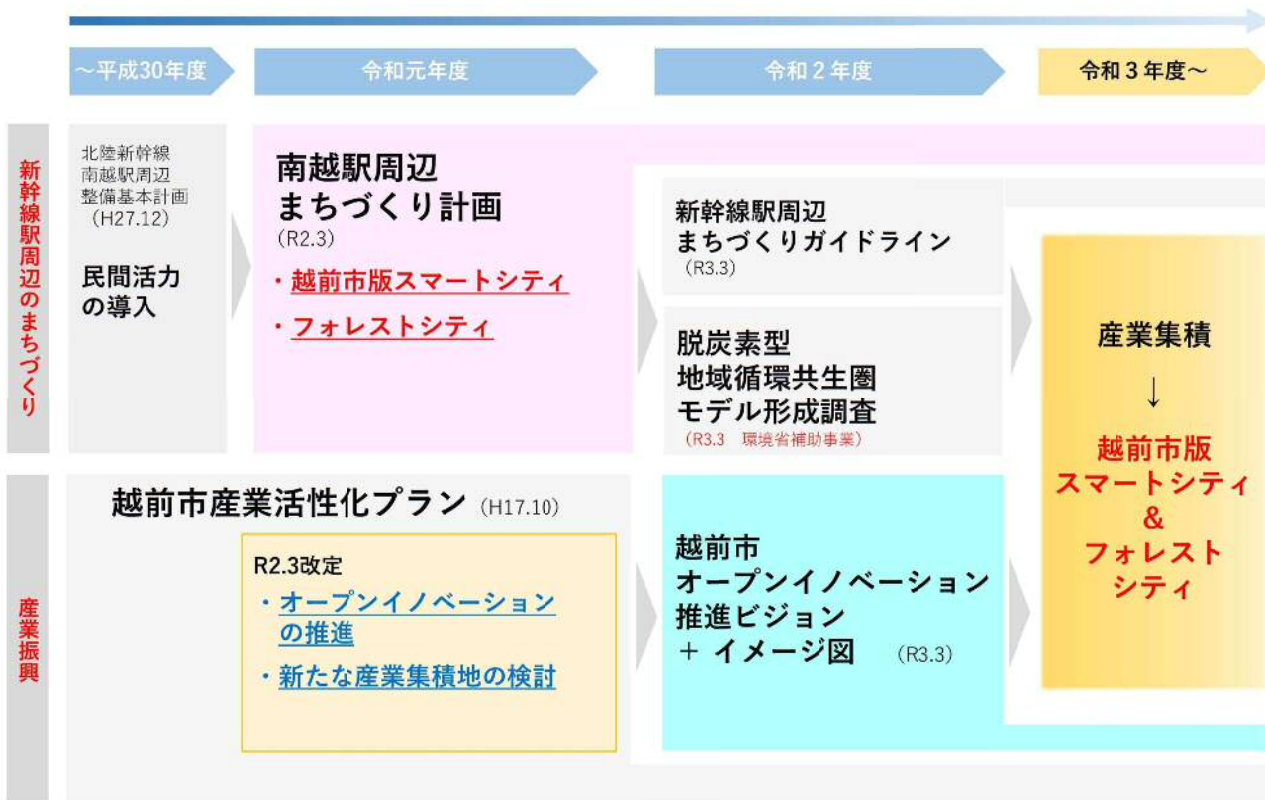 ～平成30年度
令和元年度
令和２年度
令和３年度～
新幹線駅周辺のまちづくり
北陸新幹線
南越駅周辺
整備基本計画
（H27.12）
民間活力
の導入
南越駅周辺
まちづくり計画
（R2.3）
・越前市版スマートシティ
・フォレストシティ
新幹線駅周辺
まちづくりガイドライン
（R3.3）
脱炭素型
地域循環共生圏
モデル形成調査
（R3.3　環境省補助事業）
産業集積
↓
越前市版
スマートシティ
＆
フォレスト
シティ
産業振興
越前市産業活性化プラン（H17.10）
R2.3改定
・オープンイノベーション
の推進
・新たな産業集積地の検討
越前市
オープンイノベーション
推進ビジョン
＋ イメージ図　（R3.3）